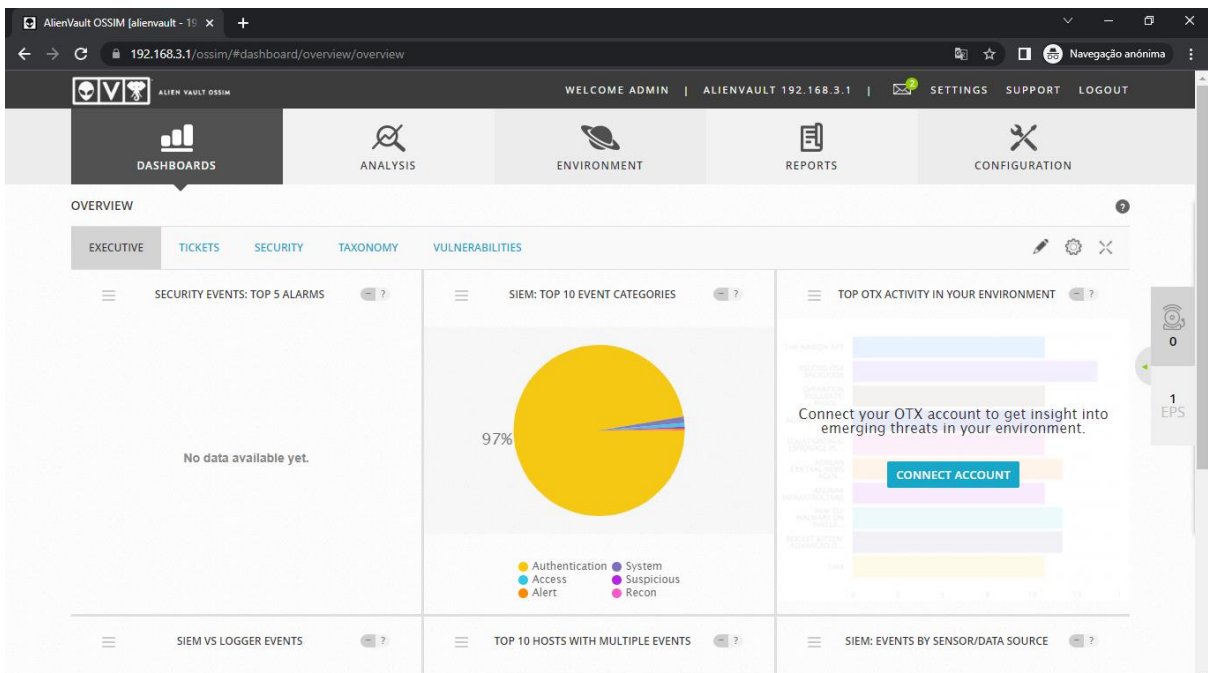 AlienVault OSSIM [alienvault - 19
192.168.3.1/ossim/#dashboard/overview/overview
Navegação anónima
ALIEN VAULT OSSIM
WELCOME ADMIN | ALIENVAULT 192.168.3.1 | 2 SETTINGS SUPPORT LOGOUT
DASHBOARDS ANALYSIS ENVIRONMENT REPORTS CONFIGURATION
OVERVIEW ?
EXECUTIVE TICKETS SECURITY TAXONOMY VULNERABILITIES
SECURITY EVENTS: TOP 5 ALARMS - ?
No data available yet.
SIEM: TOP 10 EVENT CATEGORIES - ?
97%
Authentication System
Access Suspicious
Alert Recon
TOP OTX ACTIVITY IN YOUR ENVIRONMENT - ?
Connect your OTX account to get insight into
emerging threats in your environment.
CONNECT ACCOUNT
0
1
EPS
SIEM VS LOGGER EVENTS - ?
TOP 10 HOSTS WITH MULTIPLE EVENTS - ?
SIEM: EVENTS BY SENSOR/DATA SOURCE - ?